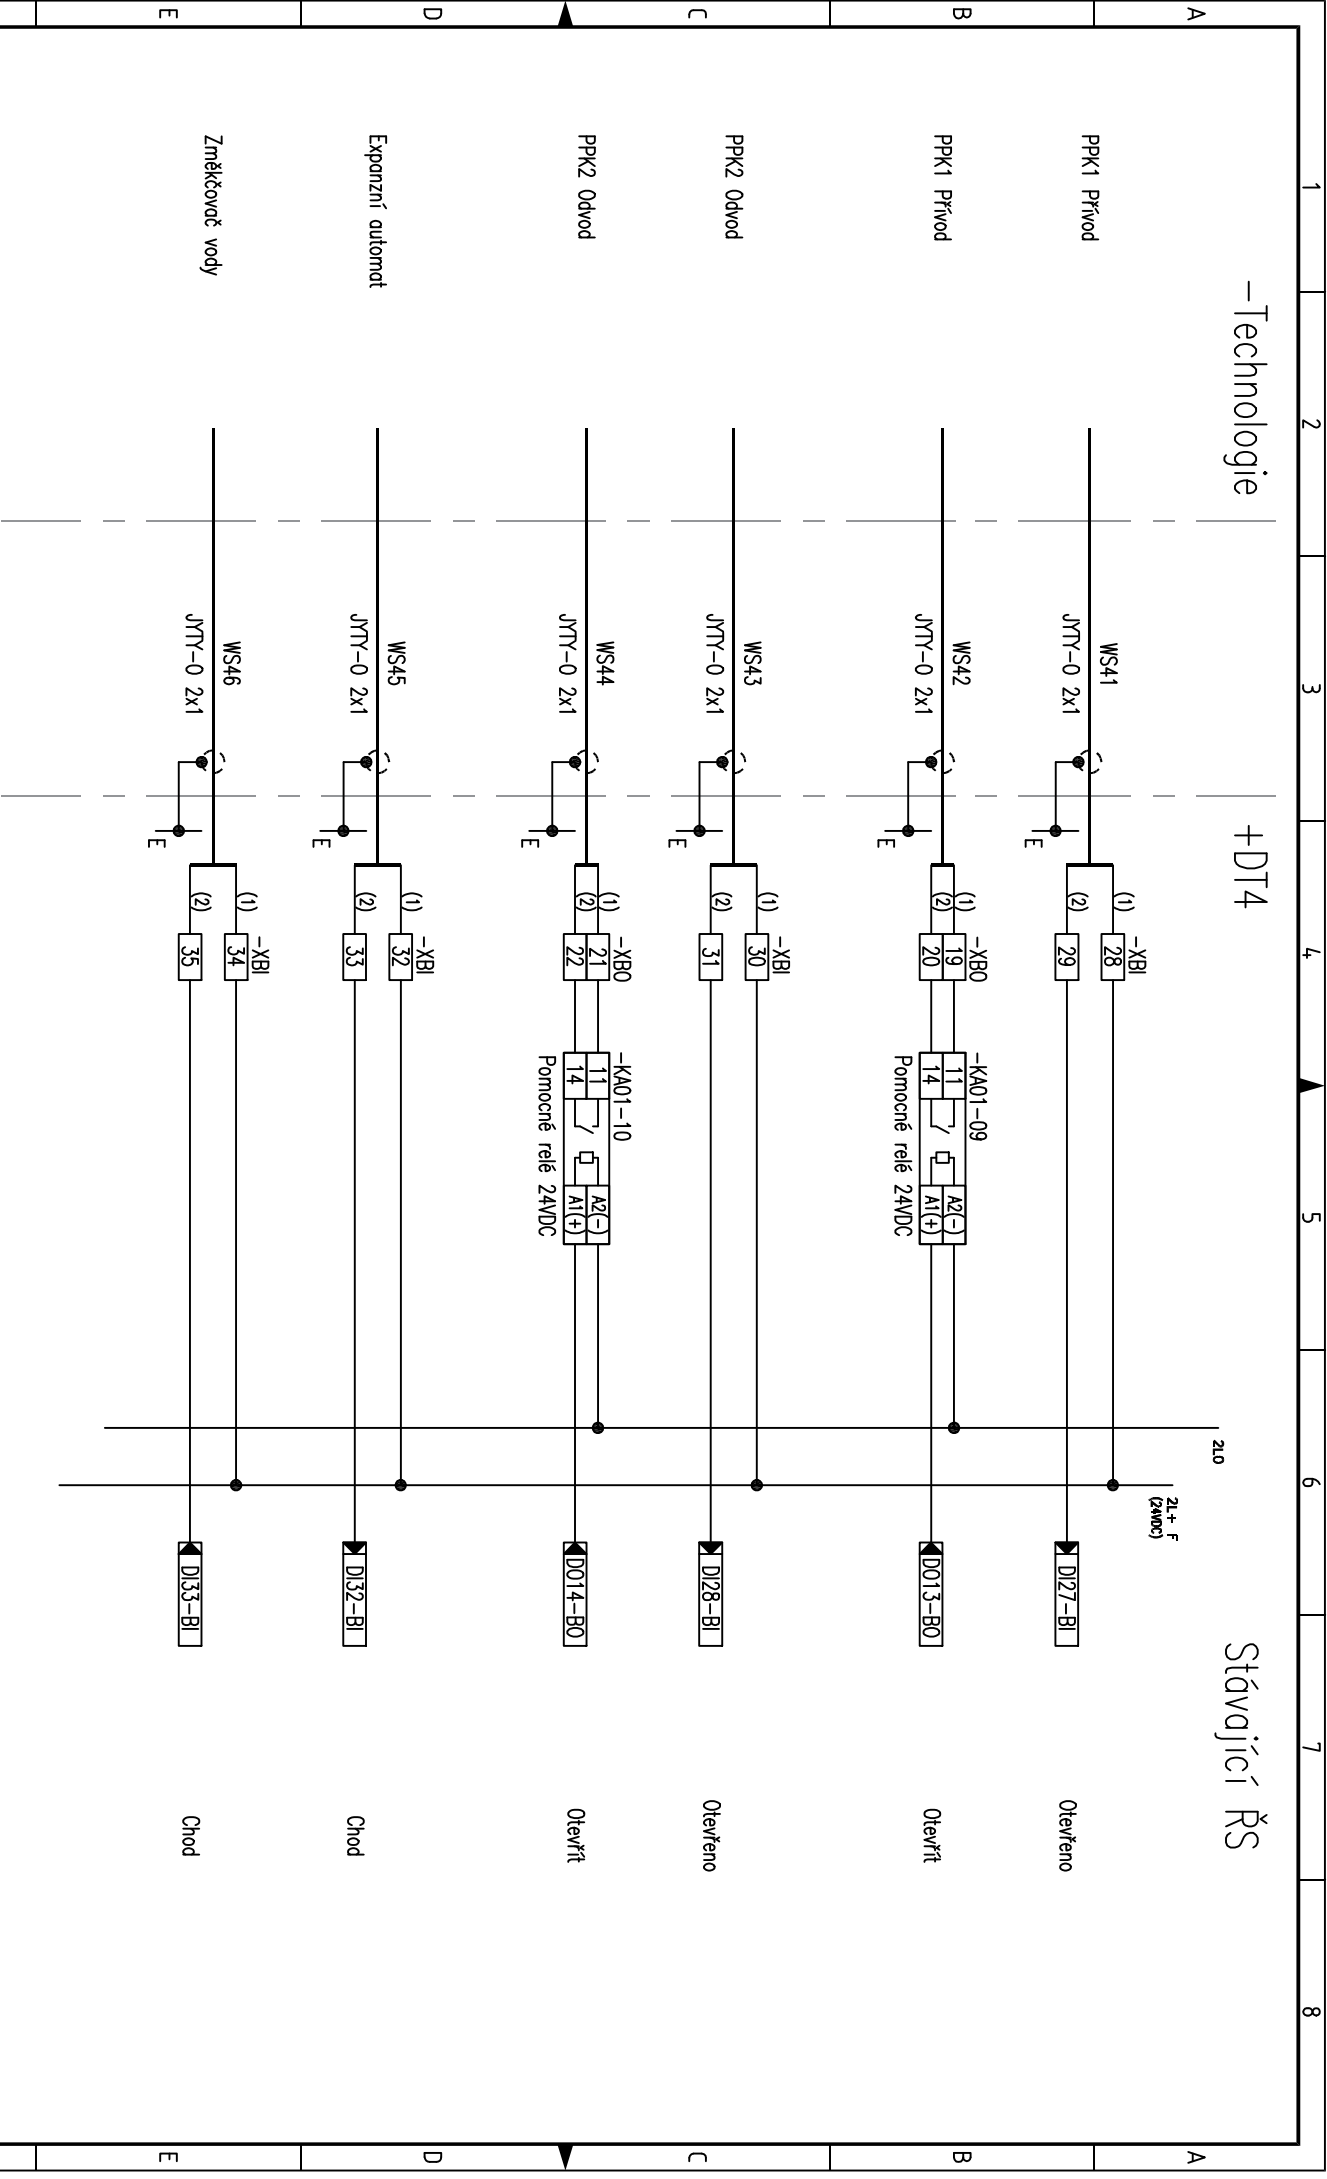 1 2 3 4 5 6 7 8
A B C D E
-Technologie
+DT4
Stávající ŘS
2L0
2L+ F
(24VDC)
PPK1 Přívod
WS41
JYTY-O 2x1
E
(1)
(2)
-XBI
28
29
DI27-BI
Otevřeno
PPK1 Přívod
WS42
JYTY-O 2x1
E
(1)
(2)
-XBO
19
20
-KA01-09
11
14
A2(-)
A1(+)
Pomocné relé 24VDC
DO13-BO
Otevřít
PPK2 Odvod
WS43
JYTY-O 2x1
E
(1)
(2)
-XBI
30
31
DI28-BI
Otevřeno
PPK2 Odvod
WS44
JYTY-O 2x1
E
(1)
(2)
-XBO
21
22
-KA01-10
11
14
A2(-)
A1(+)
Pomocné relé 24VDC
DO14-BO
Otevřít
Expanzní automat
WS45
JYTY-O 2x1
E
(1)
(2)
-XBI
32
33
DI32-BI
Chod
Změkčovač vody
WS46
JYTY-O 2x1
E
(1)
(2)
-XBI
34
35
DI33-BI
Chod
A B C D E